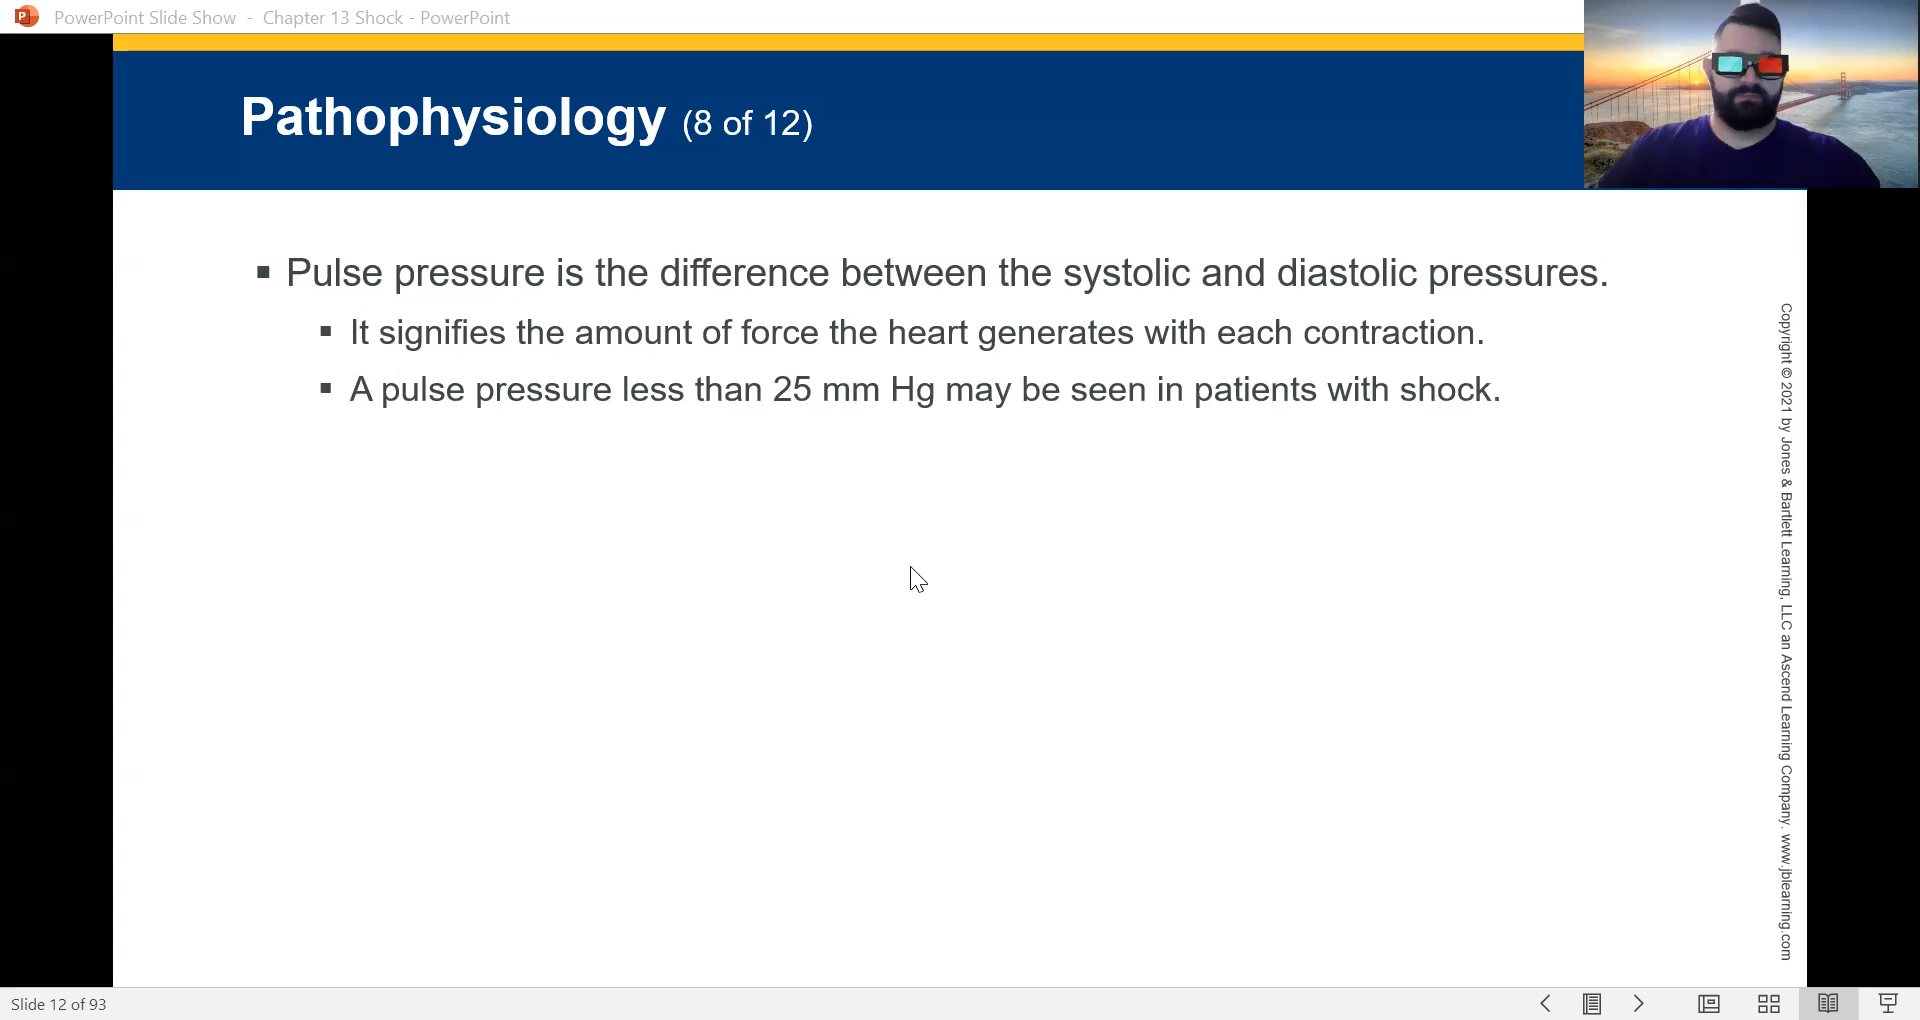 PowerPoint Slide Show - Chapter 13 Shock - PowerPoint
Pathophysiology (8 of 12)
▪ Pulse pressure is the difference between the systolic and diastolic pressures.
▪ It signifies the amount of force the heart generates with each contraction.
▪ A pulse pressure less than 25 mm Hg may be seen in patients with shock.
Copyright © 2021 by Jones & Bartlett Learning, LLC an Ascend Learning Company. www.jblearning.com
Slide 12 of 93